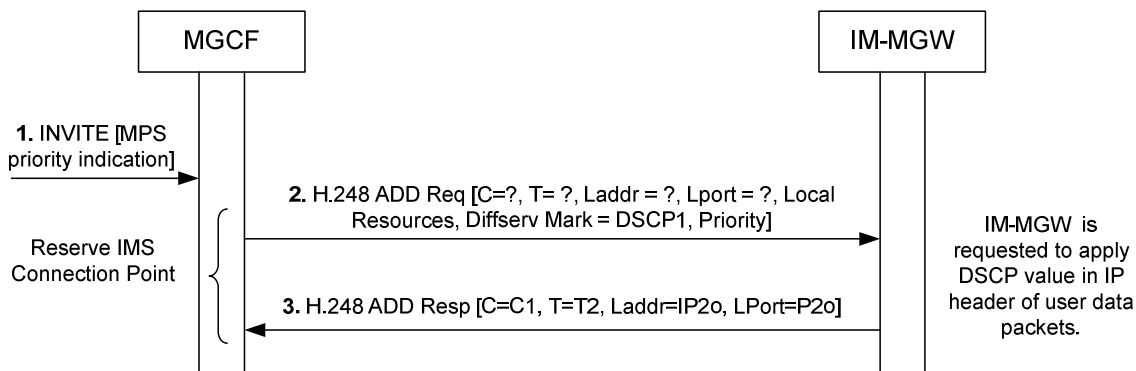 MGCF
IM-MGW
1. INVITE [MPS
priority indication]
2. H.248 ADD Req [C=?, T= ?, Laddr = ?, Lport = ?, Local
Resources, Diffserv Mark = DSCP1, Priority]
Reserve IMS
Connection Point
IM-MGW is
requested to apply
DSCP value in IP
header of user data
packets.
3. H.248 ADD Resp [C=C1, T=T2, Laddr=IP2o, LPort=P2o]